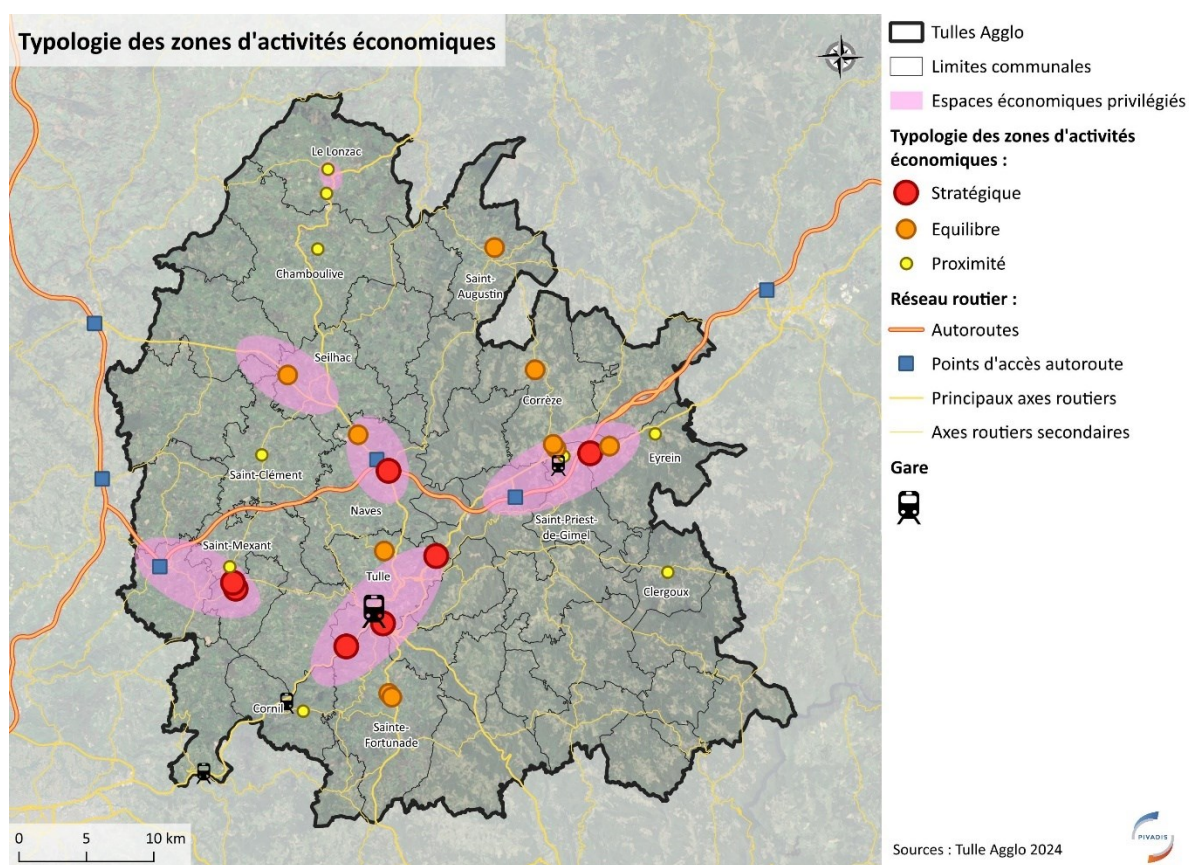 Typologie des zones d'activités économiques
Le Lonzac
Chamboulive
Saint-
Augustin
Seilhac
Corrèze
Saint-Clément
Eyrein
Naves
Saint-Priest-
de-Gimel
Saint-Mexant
Tulle
Clergoux
Cornil
Sainte-
Fortunade
0 5 10 km
Tulles Agglo
Limites communales
Espaces économiques privilégiés
Typologie des zones d'activités
économiques :
Stratégique
Equilibre
Proximité
Réseau routier :
Autoroutes
Points d'accès autoroute
Principaux axes routiers
Axes routiers secondaires
Gare
Sources : Tulle Agglo 2024
PIVADIS